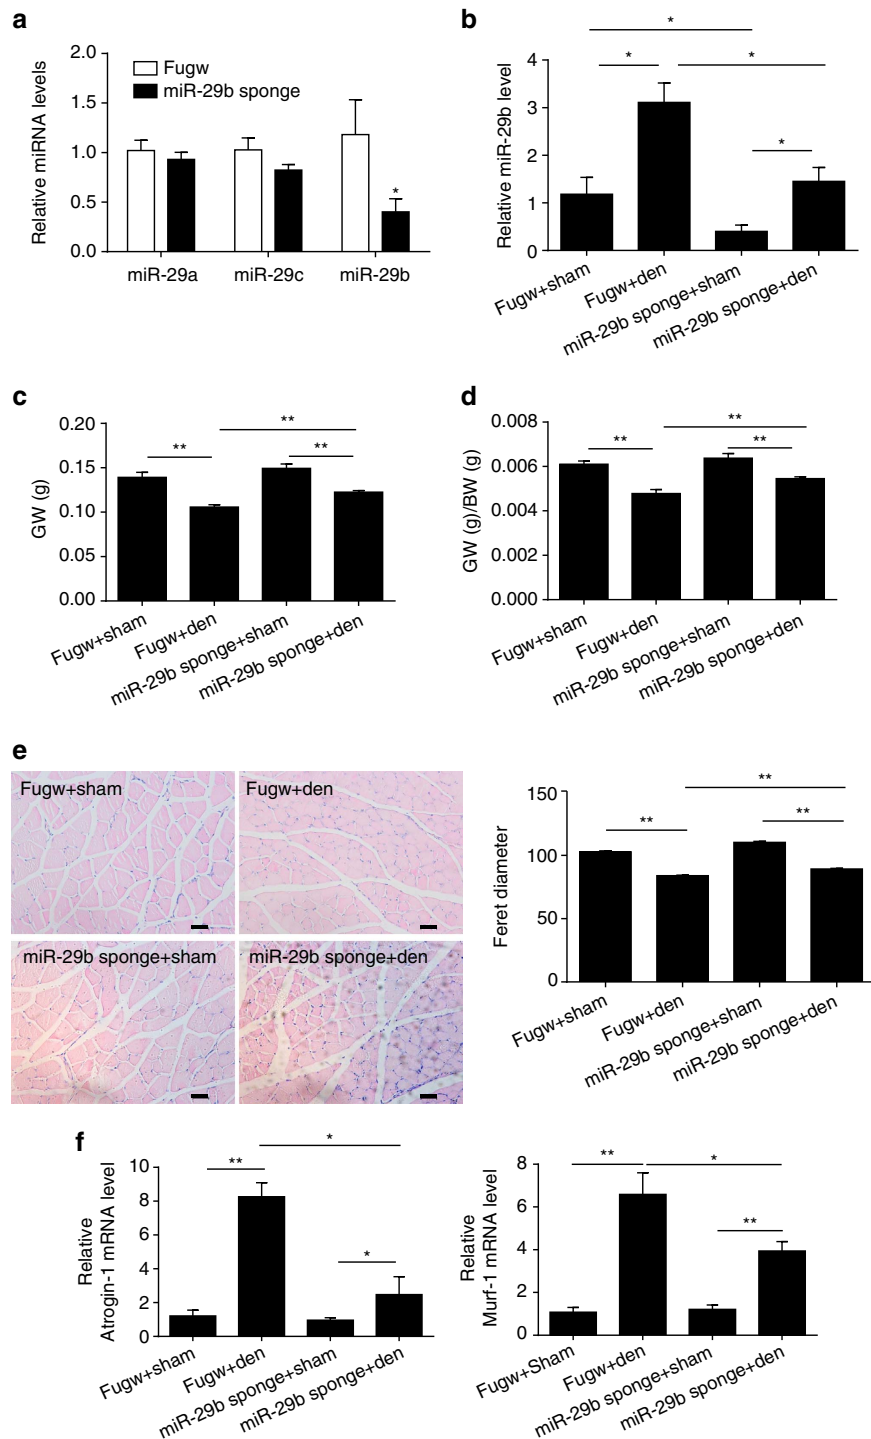 a
Relative miRNA levels
2.0
1.5
1.0
0.5
0.0
Fugw
miR-29b sponge
*
miR-29a
miR-29c
miR-29b
b
Relative miR-29b level
4
3
2
1
0
*
*
*
*
Fugw+sham
Fugw+den
miR-29b sponge+sham
miR-29b sponge+den
c
GW (g)
0.20
0.15
0.10
0.05
0.00
**
**
**
Fugw+sham
Fugw+den
miR-29b sponge+sham
miR-29b sponge+den
d
GW (g)/BW (g)
0.008
0.006
0.004
0.002
0.000
**
**
**
Fugw+sham
Fugw+den
miR-29b sponge+sham
miR-29b sponge+den
e
Fugw+sham
Fugw+den
miR-29b sponge+sham
miR-29b sponge+den
Feret diameter
150
100
50
0
**
**
**
Fugw+sham
Fugw+den
miR-29b sponge+sham
miR-29b sponge+den
f
Relative
Atrogin-1 mRNA level
10
8
6
4
2
0
*
**
*
Fugw+sham
Fugw+den
miR-29b sponge+sham
miR-29b sponge+den
Relative
Murf-1 mRNA level
8
6
4
2
0
**
*
**
Fugw+Sham
Fugw+den
miR-29b sponge+sham
miR-29b sponge+den